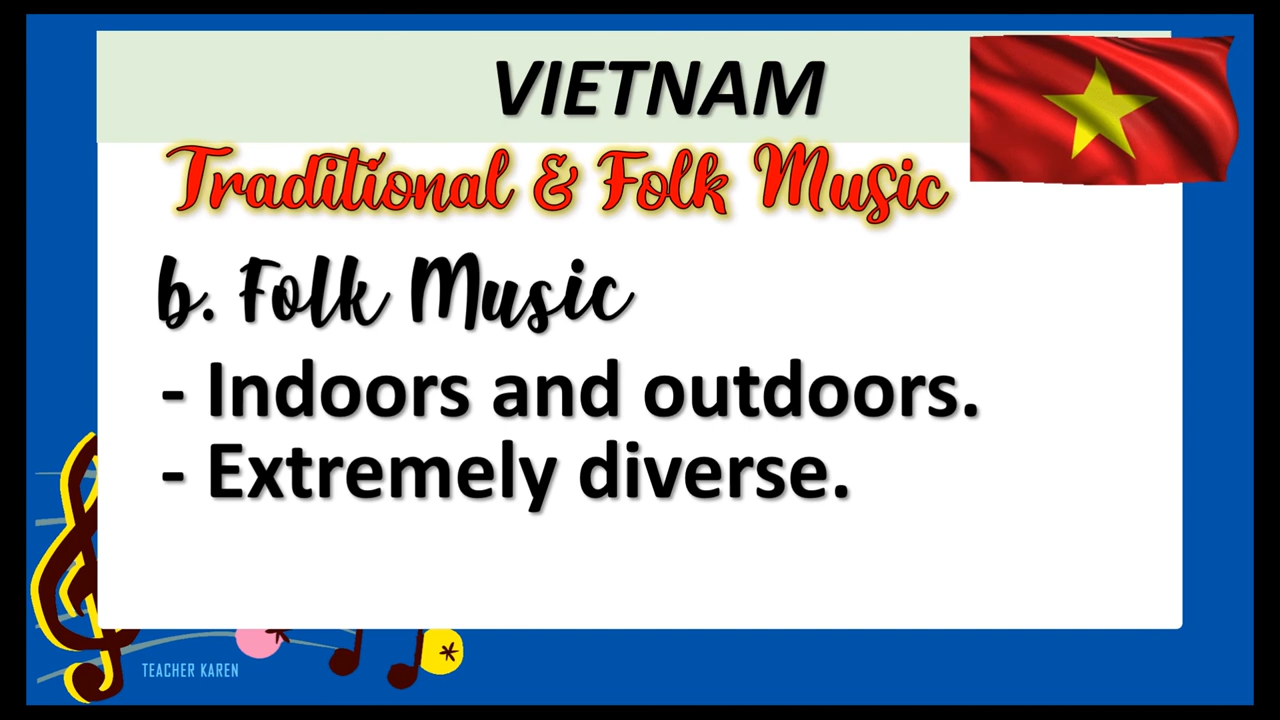 VIETNAM
Traditional & Folk Music
b. Folk Music
- Indoors and outdoors.
- Extremely diverse.
TEACHER KAREN